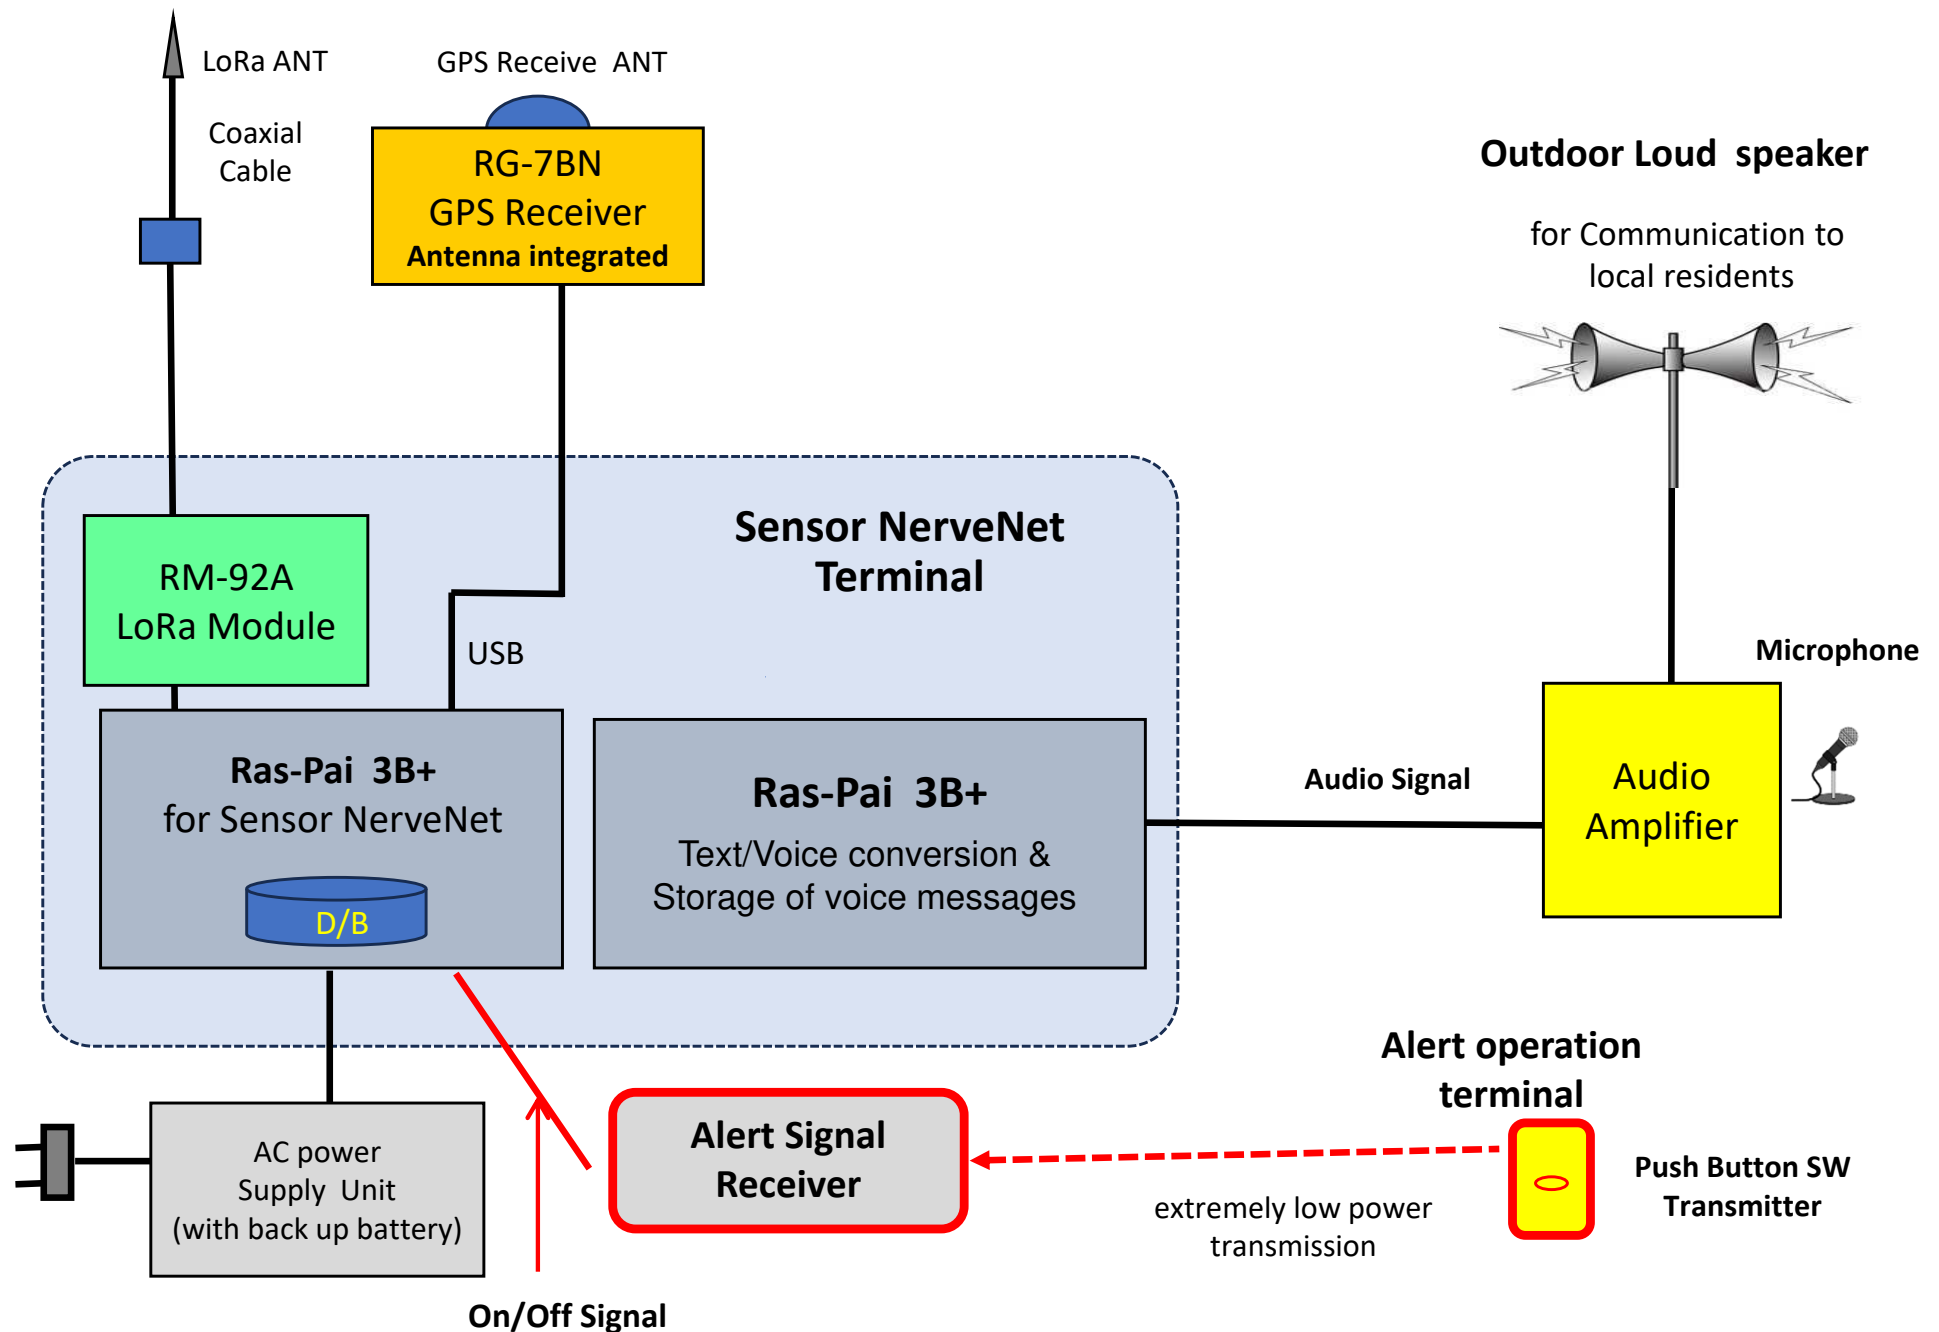 LoRa ANT
GPS Receive ANT
Coaxial
Cable
RG-7BN
GPS Receiver
Antenna integrated
Outdoor Loud speaker
for Communication to
local residents
Sensor NerveNet
Terminal
RM-92A
LoRa Module
USB
Microphone
Ras-Pai 3B+
for Sensor NerveNet
D/B
Ras-Pai 3B+
Text/Voice conversion &
Storage of voice messages
Audio Signal
Audio
Amplifier
Alert operation
terminal
AC power
Supply Unit
(with back up battery)
Alert Signal
Receiver
extremely low power
transmission
Push Button SW
Transmitter
On/Off Signal